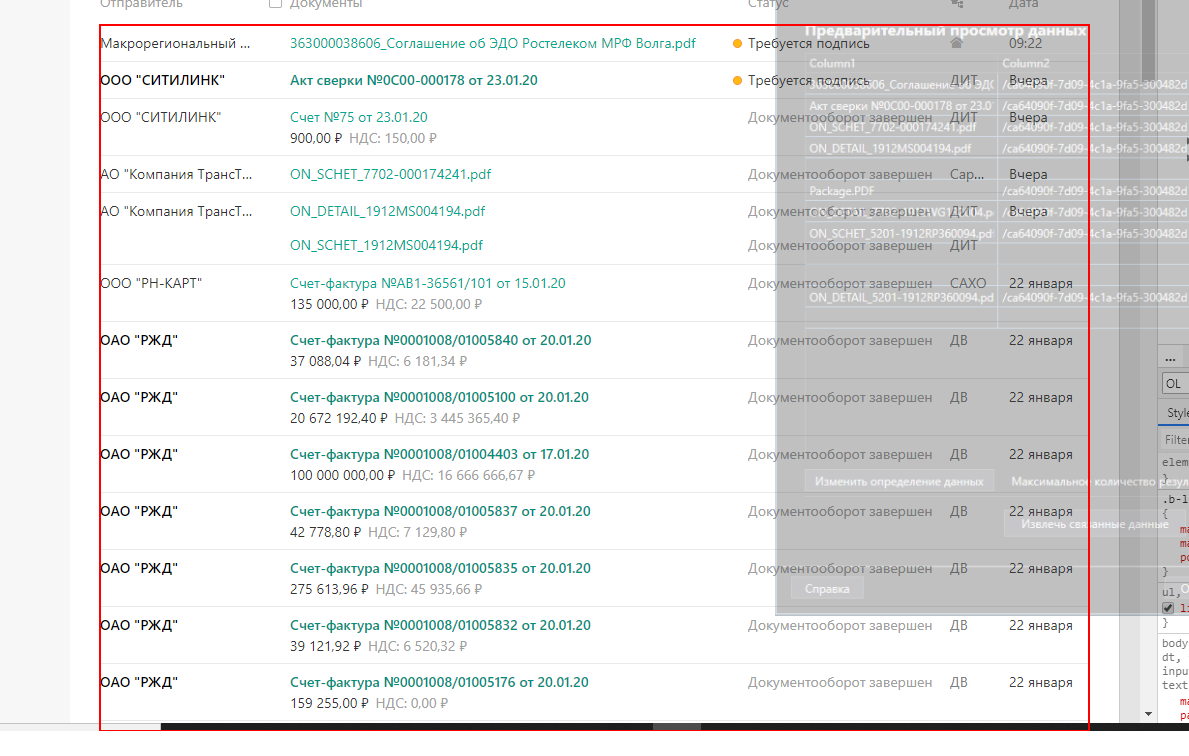 Отправитель Документы Статус Дата
Предварительный просмотр данных
Макрорегиональный ... 363000038606_Соглашение об ЭДО Ростелеком МРФ Волга.pdf Требуется подпись 09:22
Column1 Column2
ООО "СИТИЛИНК" Акт сверки №0С00-000178 от 23.01.20 Требуется подпись ДИТ Вчера
363000038606_Соглашение об ЭДО /ca64090f-7d09-4c1a-9fa5-300482d
Акт сверки №0С00-000178 от 23.0 /ca64090f-7d09-4c1a-9fa5-300482d
ООО "СИТИЛИНК" Счет №75 от 23.01.20 Документооборот завершен ДИТ Вчера
ON_SCHET_7702-000174241.pdf /ca64090f-7d09-4c1a-9fa5-300482d
900,00 ₽ НДС: 150,00 ₽
ON_DETAIL_1912MS004194.pdf /ca64090f-7d09-4c1a-9fa5-300482d
АО "Компания ТрансТ... ON_SCHET_7702-000174241.pdf Документооборот завершен Сар... Вчера
Package.PDF /ca64090f-7d09-4c1a-9fa5-300482d
АО "Компания ТрансТ... ON_DETAIL_1912MS004194.pdf Документооборот завершен ДИТ Вчера
/ca64090f-7d09-4c1a-9fa5-300482d
ON_SCHET_5201-1912RP360094.pdf /ca64090f-7d09-4c1a-9fa5-300482d
ON_SCHET_1912MS004194.pdf Документооборот завершен ДИТ
ООО "РН-КАРТ" Счет-фактура №АВ1-36561/101 от 15.01.20 Документооборот завершен САХО 22 января
ON_DETAIL_5201-1912RP360094.pd /ca64090f-7d09-4c1a-9fa5-300482d
135 000,00 ₽ НДС: 22 500,00 ₽
ОАО "РЖД" Счет-фактура №0001008/01005840 от 20.01.20 Документооборот завершен ДВ 22 января
37 088,04 ₽ НДС: 6 181,34 ₽
...
OL
ОАО "РЖД" Счет-фактура №0001008/01005100 от 20.01.20 Документооборот завершен ДВ 22 января
Style
20 672 192,40 ₽ НДС: 3 445 365,40 ₽
Filte
ОАО "РЖД" Счет-фактура №0001008/01004403 от 17.01.20 Документооборот завершен ДВ 22 января
elem
100 000 000,00 ₽ НДС: 16 666 666,67 ₽
}
Изменить определение данных Максимальное количество резул
.b-l
ОАО "РЖД" Счет-фактура №0001008/01005837 от 20.01.20 Документооборот завершен ДВ 22 января
{
Извлечь связанные данные
42 778,80 ₽ НДС: 7 129,80 ₽
ma
ma
po
ОАО "РЖД" Счет-фактура №0001008/01005835 от 20.01.20 Документооборот завершен ДВ 22 января
}
275 613,96 ₽ НДС: 45 935,66 ₽
Справка
ul,
li
}
ОАО "РЖД" Счет-фактура №0001008/01005832 от 20.01.20 Документооборот завершен ДВ 22 января
39 121,92 ₽ НДС: 6 520,32 ₽
body
dt,
inpu
text
ОАО "РЖД" Счет-фактура №0001008/01005176 от 20.01.20 Документооборот завершен ДВ 22 января
159 255,00 ₽ НДС: 0,00 ₽
ma
pa